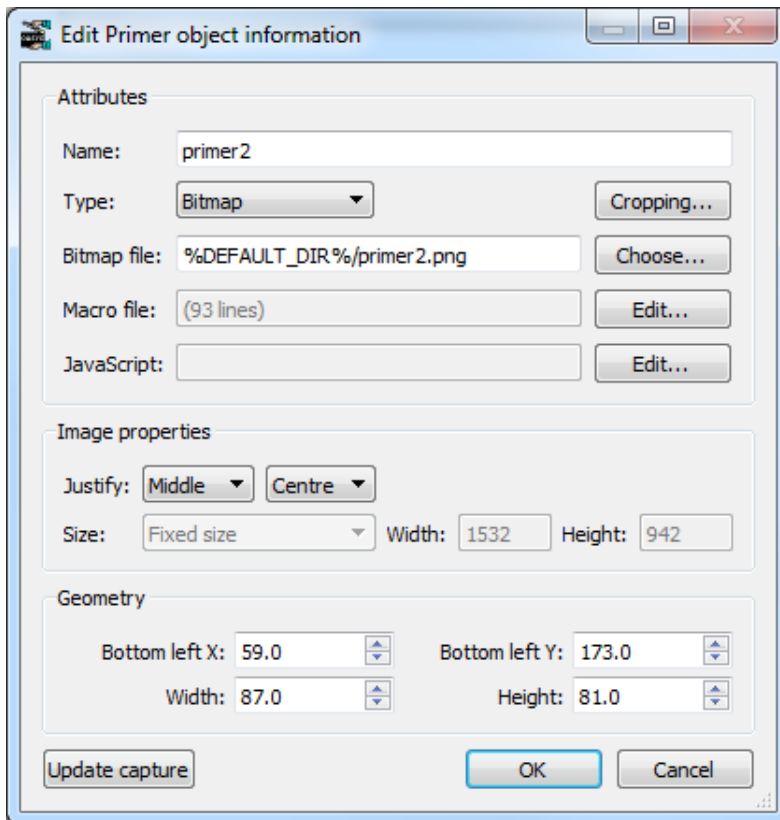 Edit Primer object information
Attributes
Name: primer2
Type: Bitmap Cropping...
Bitmap file: %DEFAULT_DIR%/primer2.png Choose...
Macro file: (93 lines) Edit...
JavaScript: Edit...
Image properties
Justify: Middle Centre
Size: Fixed size Width: 1532 Height: 942
Geometry
Bottom left X: 59.0 Bottom left Y: 173.0
Width: 87.0 Height: 81.0
Update capture OK Cancel